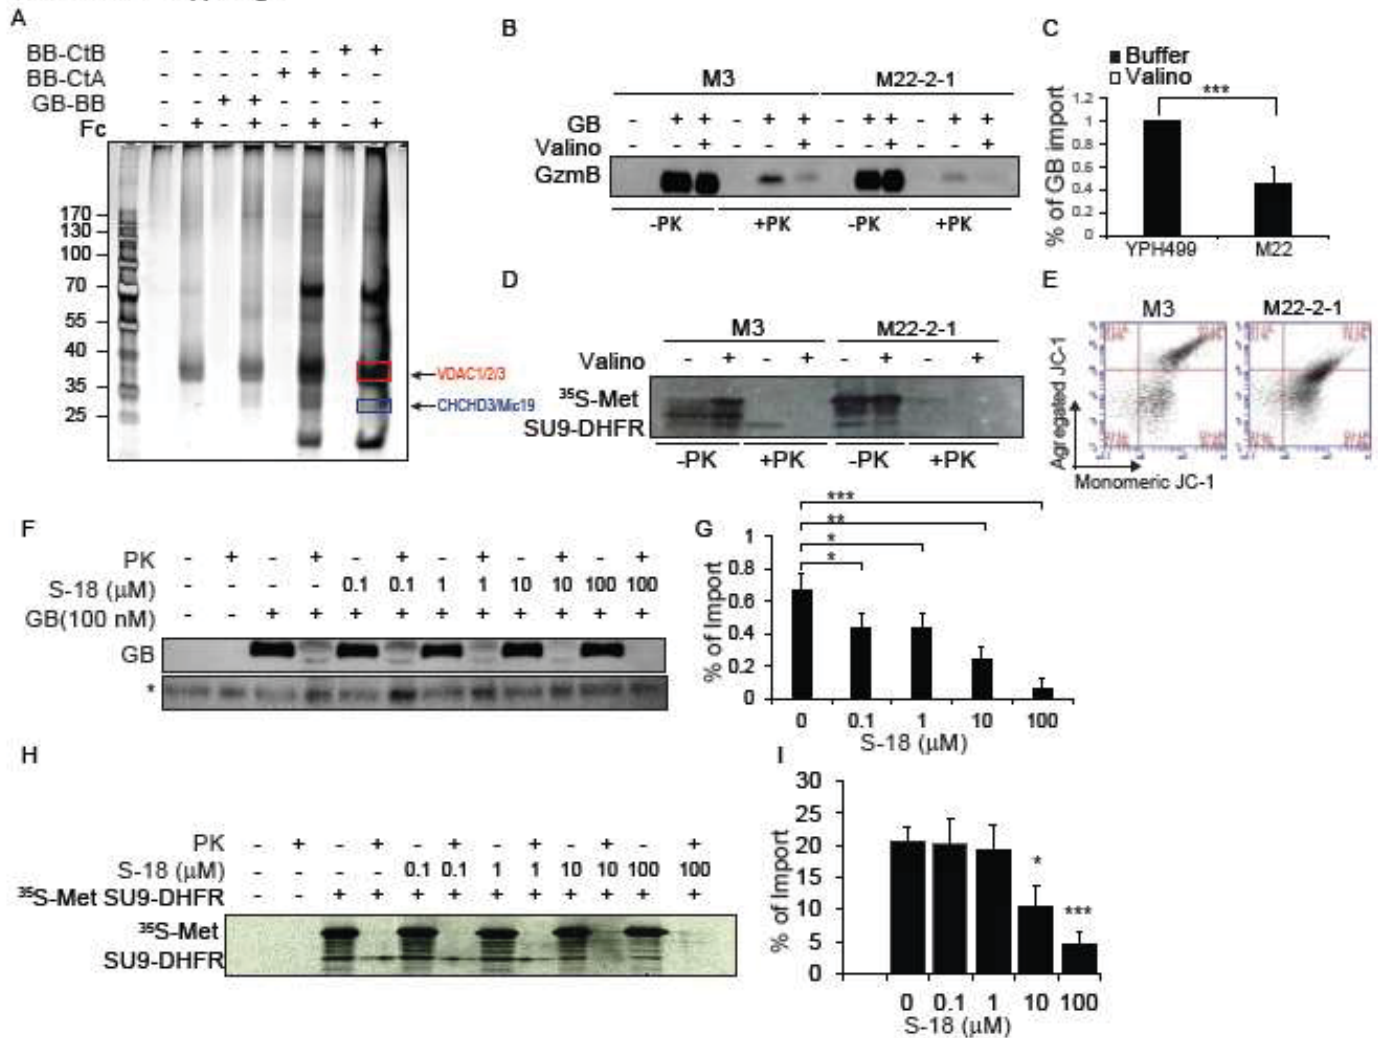 A
BB-CtB - - - - - - + +
BB-CtA - - - - + + - -
GB-BB - - + + - - - -
Fc - + - + - + - +
170
130
100
70
55
40
35
25
VDAC1/2/3
CHCHD3/Mic19
B
M3 M22-2-1
GB - + + - + + - + + - + +
Valino - - + - - + - - + - - +
GzmB
-PK +PK -PK +PK
C
Buffer
Valino
***
% of GB import
1.2
1
0.8
0.6
0.4
0.2
0
YPH499 M22
D
M3 M22-2-1
Valino - + - + - + - +
³⁵S-Met
SU9-DHFR
-PK +PK -PK +PK
E
M3 M22-2-1
Agregated JC-1
Monomeric JC-1
F
PK - + - + - + - + - + - +
S-18 (µM) - - - - 0.1 0.1 1 1 10 10 100 100
GB(100 nM) - - + + + + + + + + + +
GB
*
G
***
**
*
*
% of Import
1
0.8
0.6
0.4
0.2
0
0 0.1 1 10 100
S-18 (µM)
H
PK - + - + - + - + - + - +
S-18 (µM) - - - - 0.1 0.1 1 1 10 10 100 100
³⁵S-Met SU9-DHFR - - + + + + + + + + + +
³⁵S-Met
SU9-DHFR
I
% of Import
30
25
20
15
10
5
0
*
***
0 0.1 1 10 100
S-18 (µM)